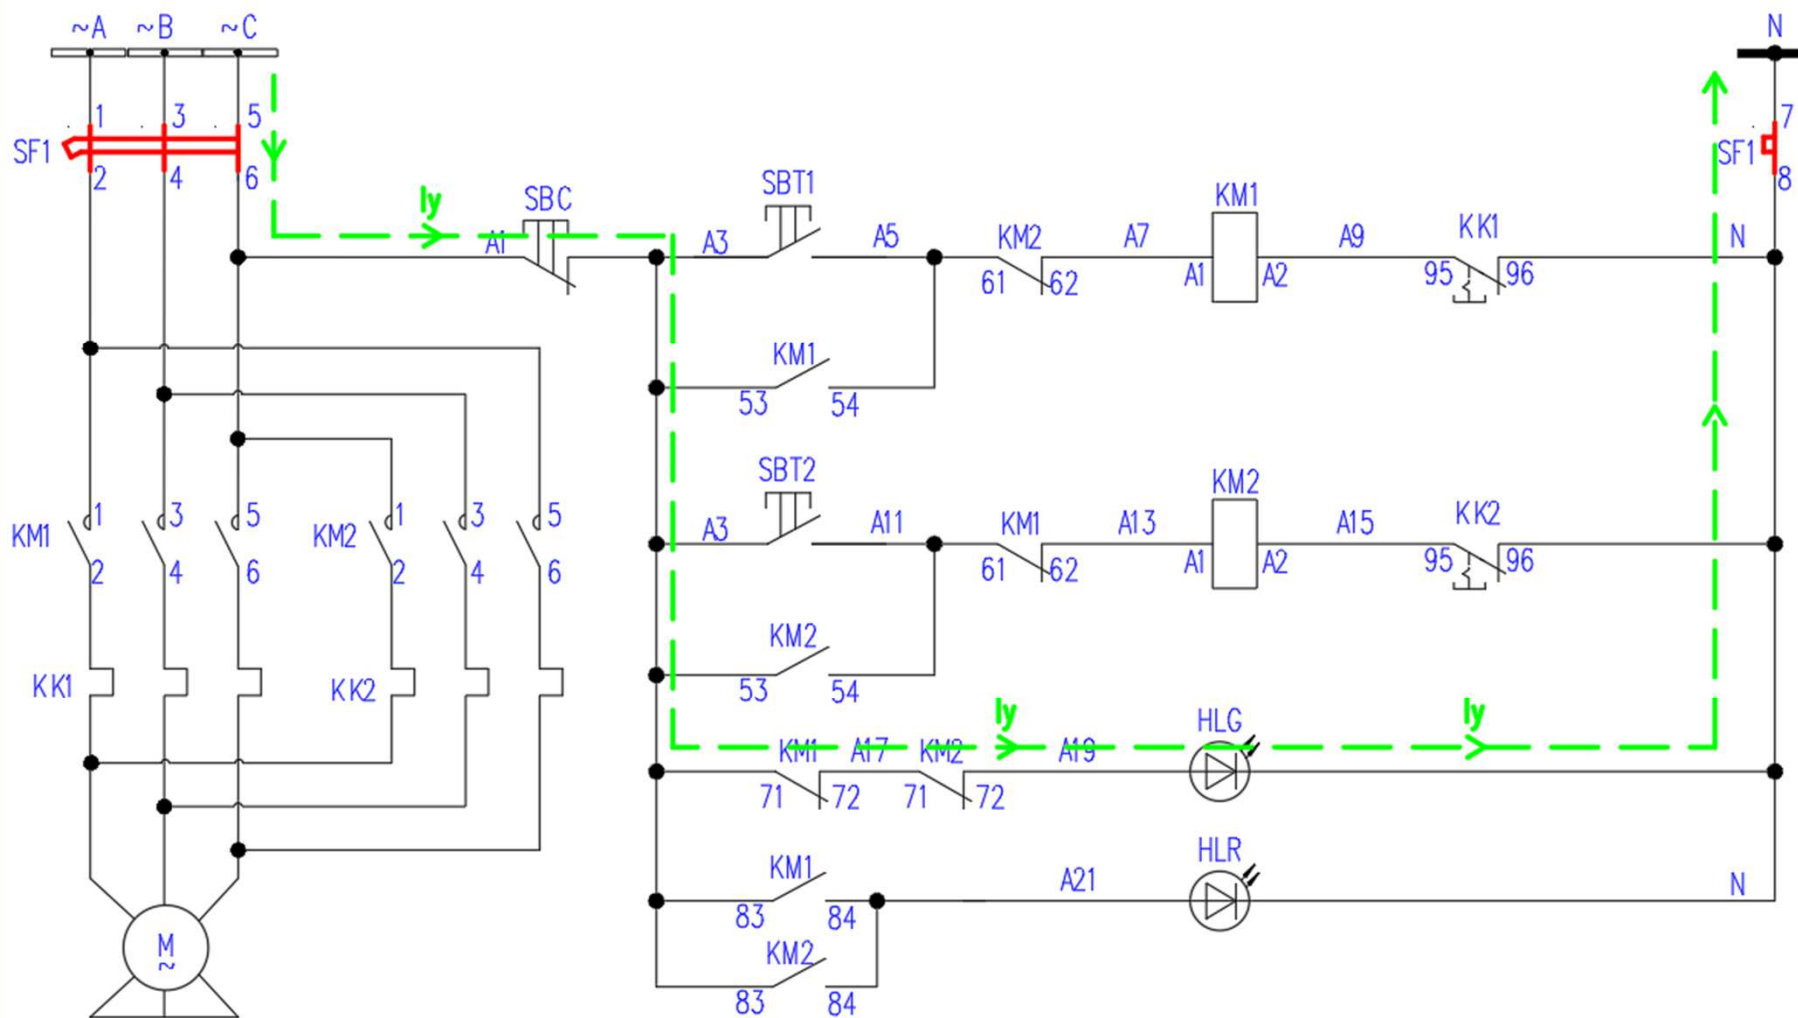 ~A ~B ~C N
1 3 5 7
SF1 SF1
2 4 6 8
Iy SBC SBT1 KM1
A1 A3 A5 KM2 A7 A9 KK1 N
61 62 A1 A2 95 96
KM1
53 54
SBT2 KM2
1 3 5 1 3 5 A3 A11 KM1 A13 A15 KK2
KM1 KM2
2 4 6 2 4 6 61 62 A1 A2 95 96
KM2
KK1 KK2 53 54
Iy HLG Iy
KM1 A17 KM2 A19
71 72 71 72
KM1 HLR
A21 N
83 84
M KM2
~
83 84